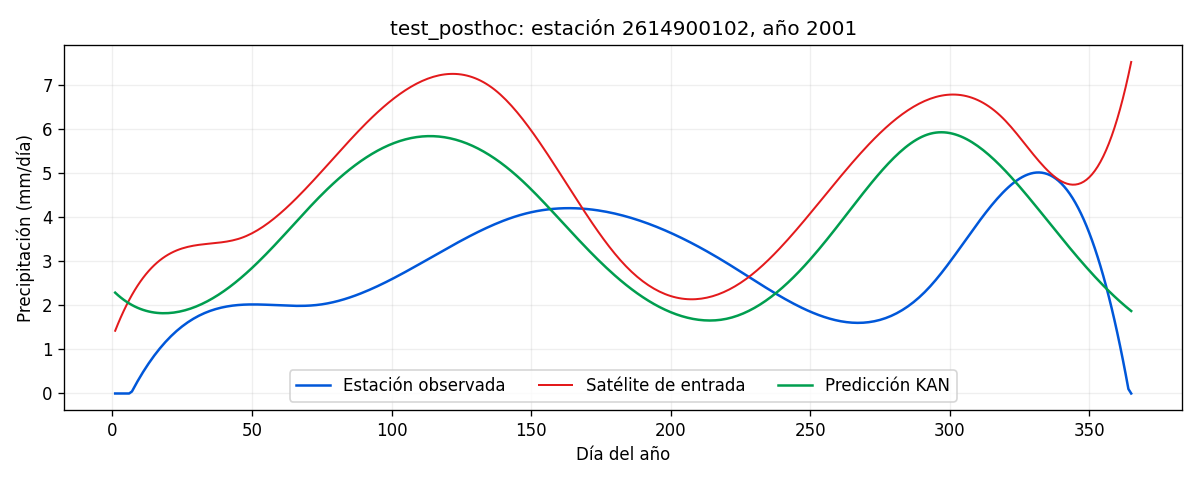 test_posthoc: estación 2614900102, año 2001
Precipitación (mm/día)
7
6
5
4
3
2
1
0
Estación observada
Satélite de entrada
Predicción KAN
0
50
100
150
200
250
300
350
Día del año